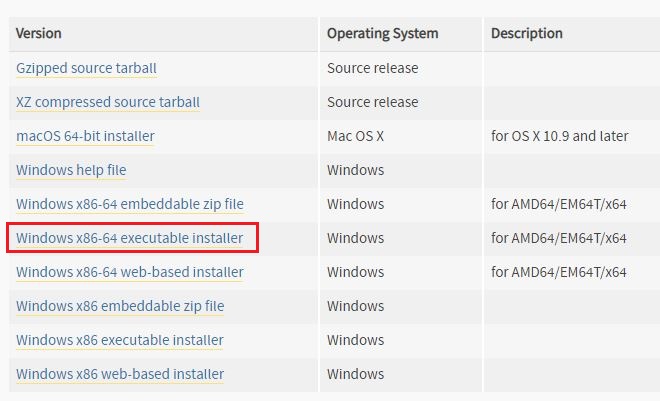 Version Operating System Description
Gzipped source tarball Source release
XZ compressed source tarball Source release
macOS 64-bit installer Mac OS X for OS X 10.9 and later
Windows help file Windows
Windows x86-64 embeddable zip file Windows for AMD64/EM64T/x64
Windows x86-64 executable installer Windows for AMD64/EM64T/x64
Windows x86-64 web-based installer Windows for AMD64/EM64T/x64
Windows x86 embeddable zip file Windows
Windows x86 executable installer Windows
Windows x86 web-based installer Windows